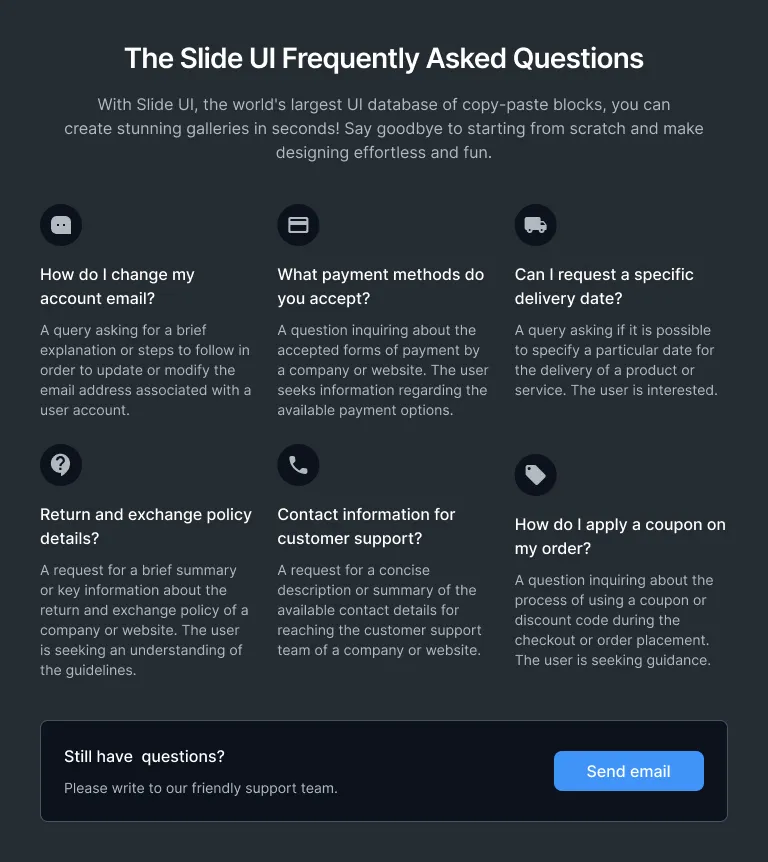 The Slide UI Frequently Asked Questions
With Slide UI, the world's largest UI database of copy-paste blocks, you can
create stunning galleries in seconds! Say goodbye to starting from scratch and make
designing effortless and fun.
How do I change my
account email?
A query asking for a brief
explanation or steps to follow in
order to update or modify the
email address associated with a
user account.
What payment methods do
you accept?
A question inquiring about the
accepted forms of payment by
a company or website. The user
seeks information regarding the
available payment options.
Can I request a specific
delivery date?
A query asking if it is possible
to specify a particular date for
the delivery of a product or
service. The user is interested.
Return and exchange policy
details?
A request for a brief summary
or key information about the
return and exchange policy of a
company or website. The user
is seeking an understanding of
the guidelines.
Contact information for
customer support?
A request for a concise
description or summary of the
available contact details for
reaching the customer support
team of a company or website.
How do I apply a coupon on
my order?
A question inquiring about the
process of using a coupon or
discount code during the
checkout or order placement.
The user is seeking guidance.
Still have  questions?
Please write to our friendly support team.
Send email